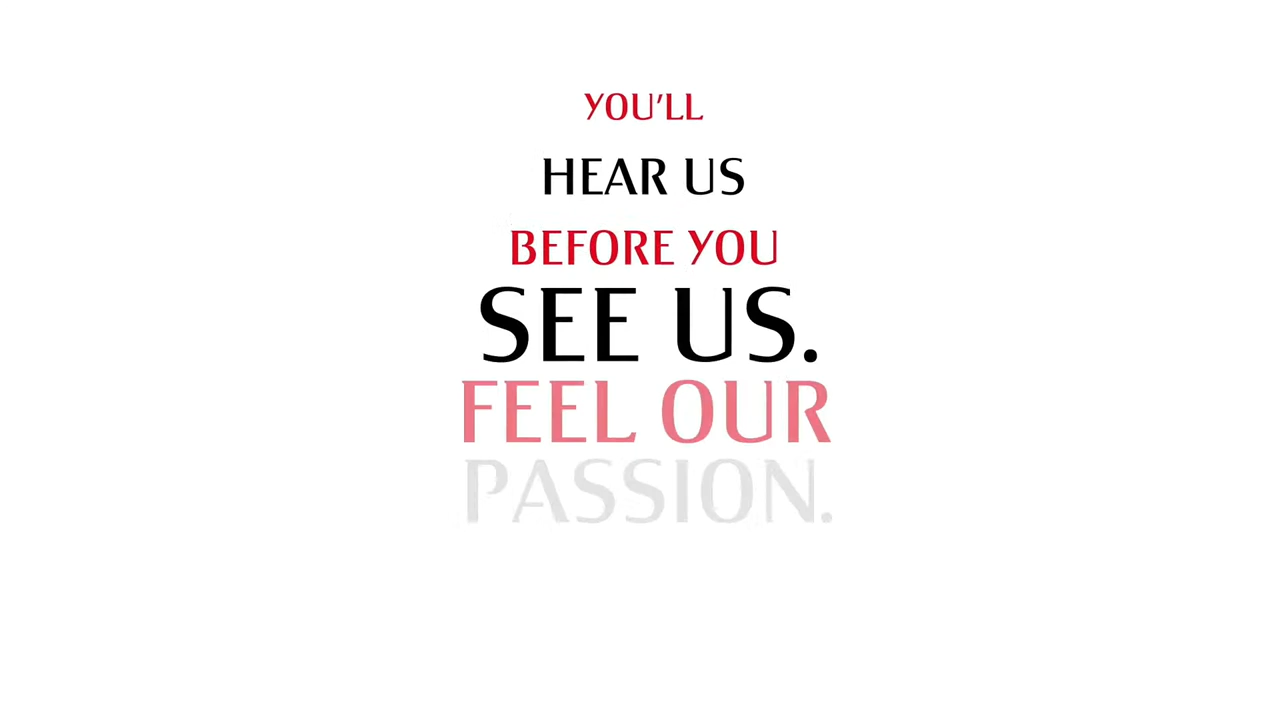 YOU'LL
HEAR US
BEFORE YOU
SEE US.
FEEL OUR
PASSION.